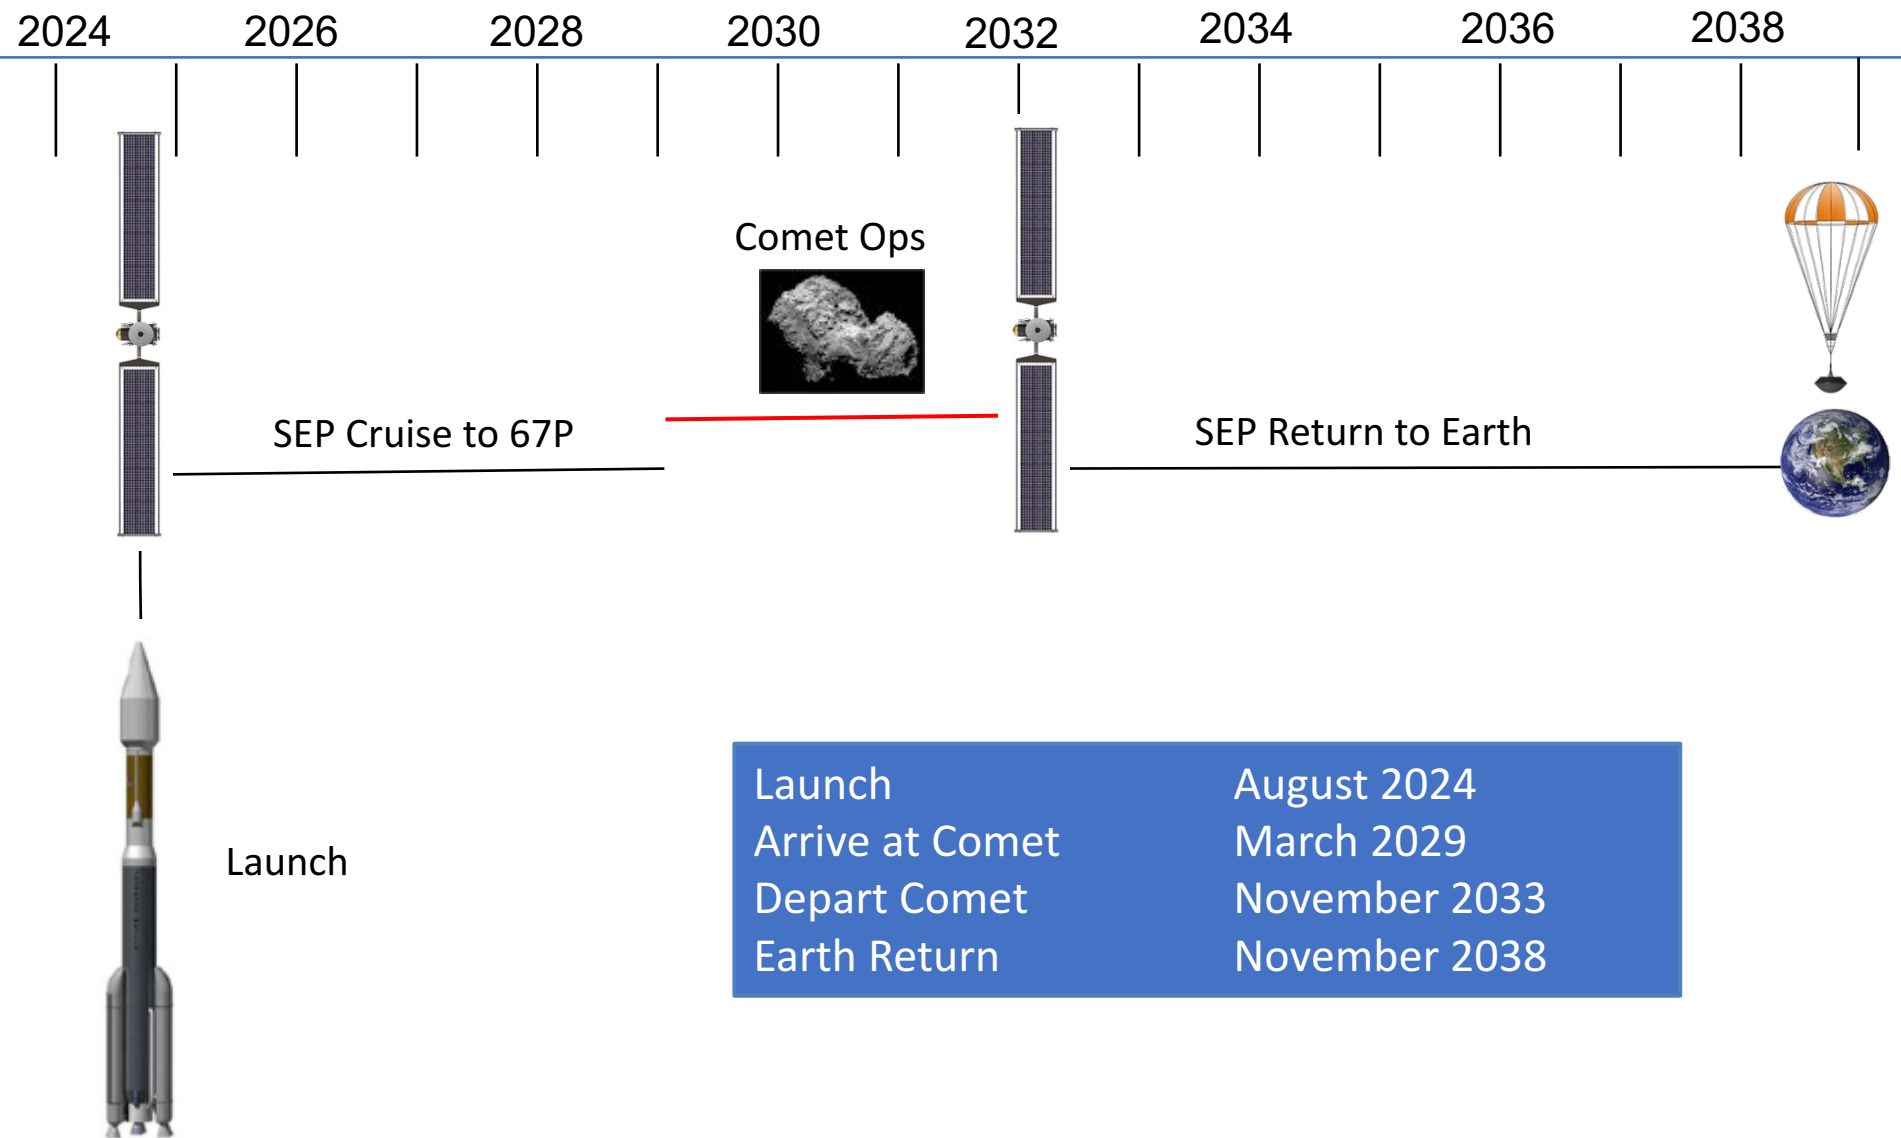 2024 2026 2028 2030 2032 2034 2036 2038
Comet Ops
SEP Cruise to 67P
SEP Return to Earth
Launch
Launch August 2024
Arrive at Comet March 2029
Depart Comet November 2033
Earth Return November 2038